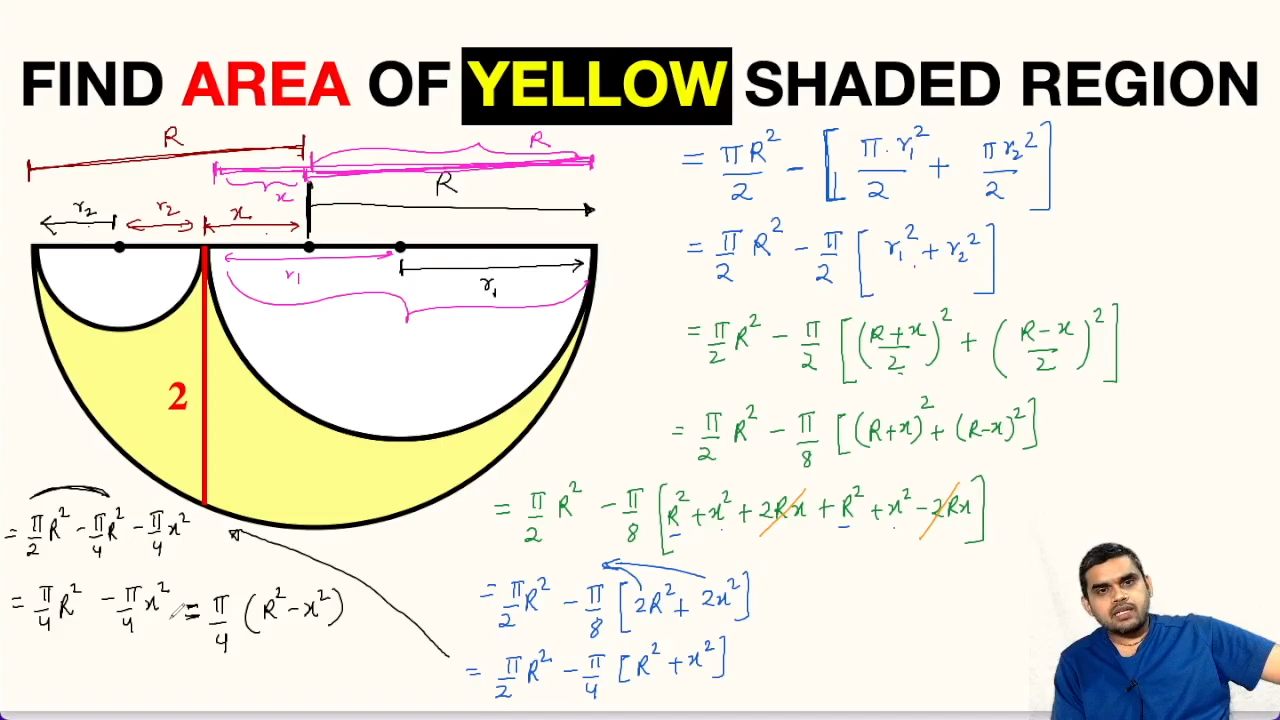 FIND AREA OF YELLOW SHADED REGION
R
R
x
R
r₂
r₂
x
r₁
r₁
2
= πR²/2 - [π·r₁²/2 + πr₂²/2]
= π/2 R² - π/2 [r₁² + r₂²]
= π/2 R² - π/2 [((R+x)/2)² + ((R-x)/2)²]
= π/2 R² - π/8 [(R+x)² + (R-x)²]
= π/2 R² - π/8 [R² + x² + 2Rx + R² + x² - 2Rx]
= π/2 R² - π/8 [2R² + 2x²]
= π/2 R² - π/4 [R² + x²]
= π/2 R² - π/4 R² - π/4 x²
= π/4 R² - π/4 x² = π/4 (R² - x²)